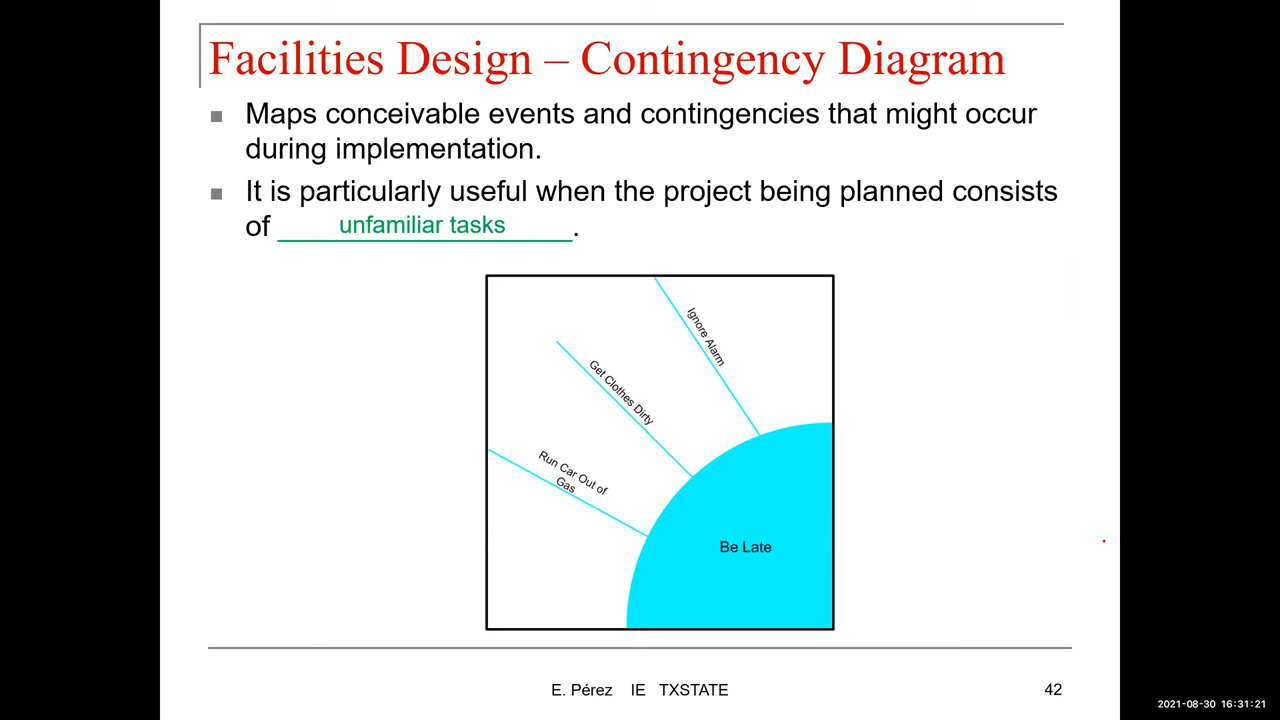 Facilities Design – Contingency Diagram
Maps conceivable events and contingencies that might occur
during implementation.
It is particularly useful when the project being planned consists
of unfamiliar tasks.
Ignore Alarm
Get Clothes Dirty
Run Car Out of
Gas
Be Late
E. Pérez IE TXSTATE
42
2021-08-30 16:31:21